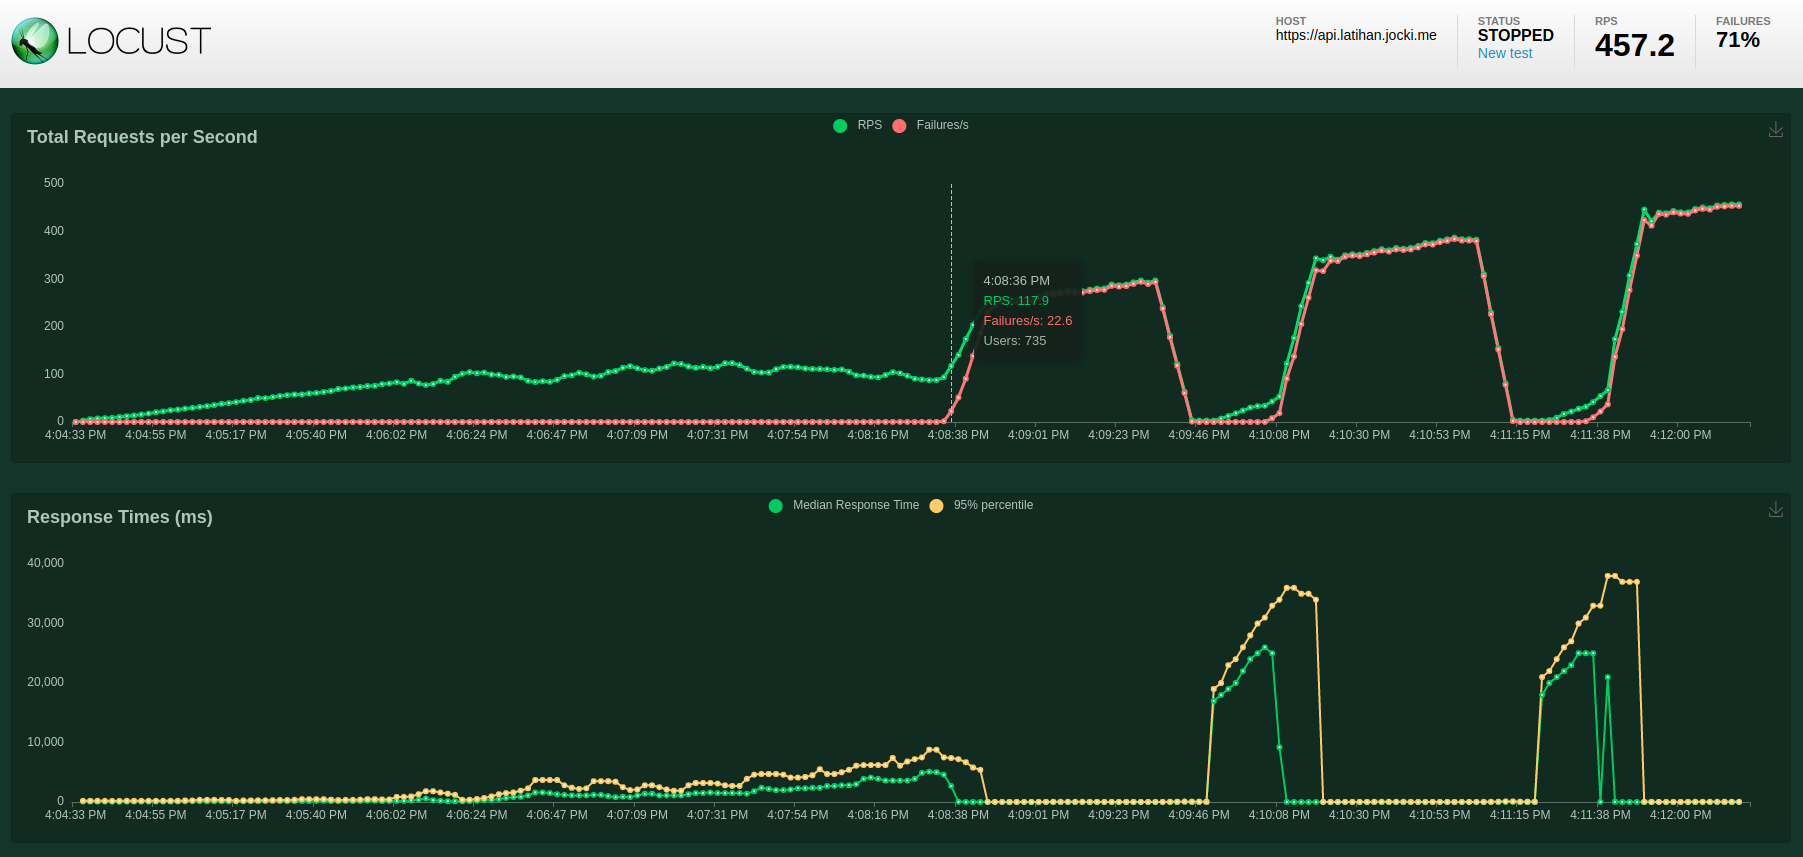 LOCUST
HOST
https://api.latihan.jocki.me
STATUS
STOPPED
New test
RPS
457.2
FAILURES
71%
Total Requests per Second
RPS Failures/s
500
400
300
200
100
0
4:08:36 PM
RPS: 117.9
Failures/s: 22.6
Users: 735
4:04:33 PM 4:04:55 PM 4:05:17 PM 4:05:40 PM 4:06:02 PM 4:06:24 PM 4:06:47 PM 4:07:09 PM 4:07:31 PM 4:07:54 PM 4:08:16 PM 4:08:38 PM 4:09:01 PM 4:09:23 PM 4:09:46 PM 4:10:08 PM 4:10:30 PM 4:10:53 PM 4:11:15 PM 4:11:38 PM 4:12:00 PM
Response Times (ms)
Median Response Time 95% percentile
40,000
30,000
20,000
10,000
0
4:04:33 PM 4:04:55 PM 4:05:17 PM 4:05:40 PM 4:06:02 PM 4:06:24 PM 4:06:47 PM 4:07:09 PM 4:07:31 PM 4:07:54 PM 4:08:16 PM 4:08:38 PM 4:09:01 PM 4:09:23 PM 4:09:46 PM 4:10:08 PM 4:10:30 PM 4:10:53 PM 4:11:15 PM 4:11:38 PM 4:12:00 PM